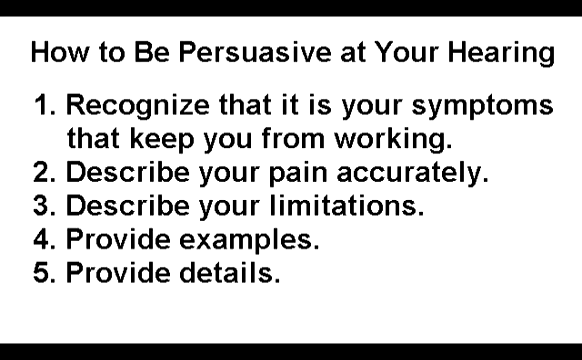 How to Be Persuasive at Your Hearing
1. Recognize that it is your symptoms
that keep you from working.
2. Describe your pain accurately.
3. Describe your limitations.
4. Provide examples.
5. Provide details.